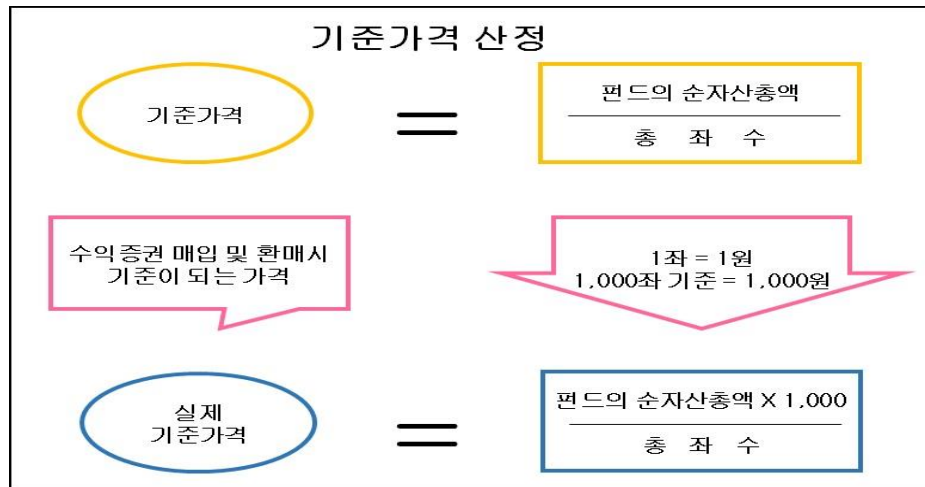 기준가격 산정
기준가격
=
펀드의 순자산총액
총 좌 수
수익증권 매입 및 환매시
기준이 되는 가격
1좌 = 1원
1,000좌 기준 = 1,000원
실제
기준가격
=
펀드의 순자산총액 X 1,000
총 좌 수